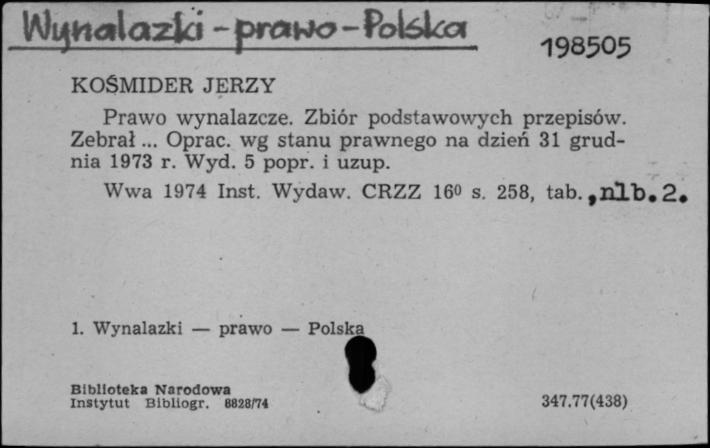 Wynalazki-prawo-Polska
198505
KOŚMIDER JERZY
Prawo wynalazcze. Zbiór podstawowych przepisów.
Zebrał ... Oprac. wg stanu prawnego na dzień 31 grud-
nia 1973 r. Wyd. 5 popr. i uzup.
Wwa 1974 Inst. Wydaw. CRZZ 16⁰ s. 258, tab.,nlb.2.
1. Wynalazki — prawo — Polska
Biblioteka Narodowa
Instytut Bibliogr. 8828/74
347.77(438)